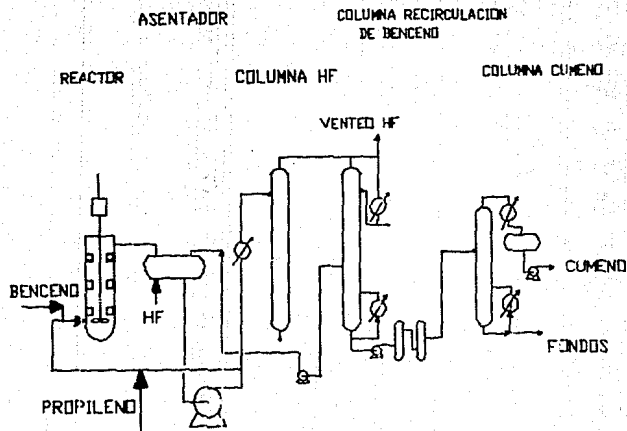 ASENTADOR
COLUMNA RECIRCULACION
DE BENCENO
REACTOR
COLUMNA HF
COLUMNA CUMENO
VENTEO HF
BENCENO
HF
CUMENO
FONDOS
PROPILENO